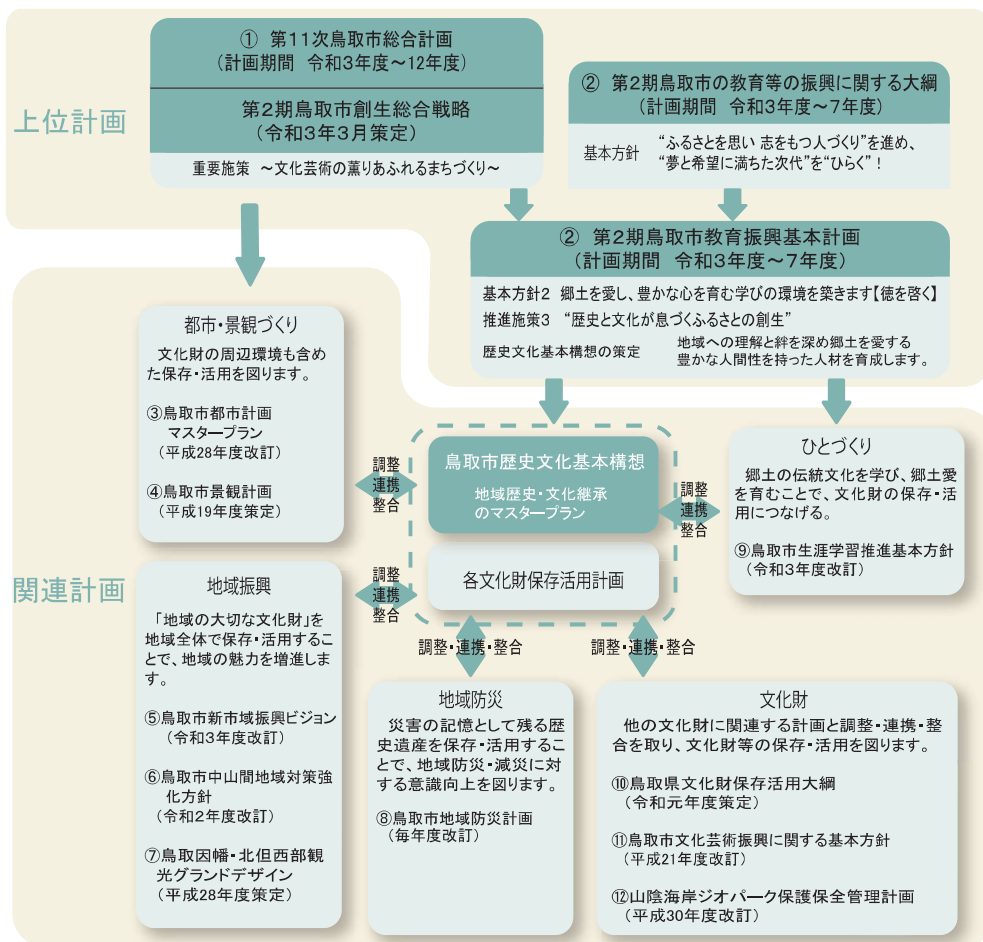 上位計画
① 第11次鳥取市総合計画
(計画期間 令和3年度～12年度)
第2期鳥取市創生総合戦略
(令和3年3月策定)
重要施策 ～文化芸術の薫りあふれるまちづくり～
② 第2期鳥取市の教育等の振興に関する大綱
(計画期間 令和3年度～7年度)
基本方針 “ふるさとを思い 志をもつ人づくり”を進め、
“夢と希望に満ちた次代”を“ひらく”！
② 第2期鳥取市教育振興基本計画
(計画期間 令和3年度～7年度)
基本方針2 郷土を愛し、豊かな心を育む学びの環境を築きます【徳を啓く】
推進施策3 “歴史と文化が息づくふるさとの創生”
歴史文化基本構想の策定 地域への理解と絆を深め郷土を愛する
豊かな人間性を持った人材を育成します。
関連計画
都市・景観づくり
文化財の周辺環境も含め
た保存・活用を図ります。
③鳥取市都市計画
マスタープラン
(平成28年度改訂)
④鳥取市景観計画
(平成19年度策定)
調整
連携
整合
鳥取市歴史文化基本構想
地域歴史・文化継承
のマスタープラン
各文化財保存活用計画
調整
連携
整合
ひとづくり
郷土の伝統文化を学び、郷土愛
を育むことで、文化財の保存・活
用につなげる。
⑨鳥取市生涯学習推進基本方針
(令和3年度改訂)
地域振興
「地域の大切な文化財」を
地域全体で保存・活用するこ
とで、地域の魅力を増進しま
す。
⑤鳥取市新市域振興ビジョン
(令和3年度改訂)
⑥鳥取市中山間地域対策強
化方針
(令和2年度改訂)
⑦鳥取因幡・北但西部観
光グランドデザイン
(平成28年度策定)
調整
連携
整合
調整・連携・整合
調整・連携・整合
地域防災
災害の記憶として残る歴
史遺産を保存・活用するこ
とで、地域防災・減災に対
する意識向上を図ります。
⑧鳥取市地域防災計画
(毎年度改訂)
文化財
他の文化財に関連する計画と調整・連携・整
合を取り、文化財等の保存・活用を図ります。
⑩鳥取県文化財保存活用大綱
(令和元年度策定)
⑪鳥取市文化芸術振興に関する基本方針
(平成21年度改訂)
⑫山陰海岸ジオパーク保護保全管理計画
(平成30年度改訂)